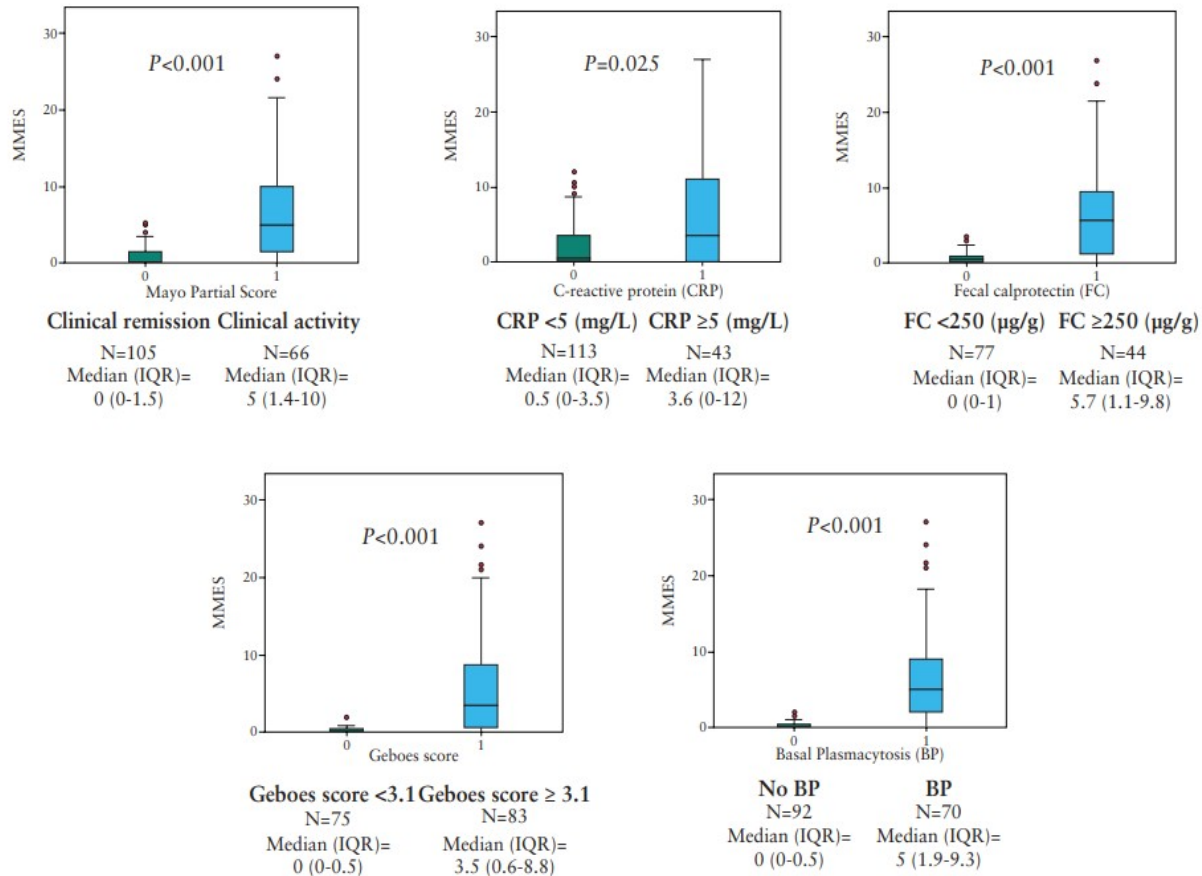 30
20
10
0
MMES
P<0.001
0 1
Mayo Partial Score
Clinical remission Clinical activity
N=105 N=66
Median (IQR)= Median (IQR)=
0 (0-1.5) 5 (1.4-10)
30
20
10
0
MMES
P=0.025
0 1
C-reactive protein (CRP)
CRP <5 (mg/L) CRP ≥5 (mg/L)
N=113 N=43
Median (IQR)= Median (IQR)=
0.5 (0-3.5) 3.6 (0-12)
30
20
10
0
MMES
P<0.001
0 1
Fecal calprotectin (FC)
FC <250 (μg/g) FC ≥250 (μg/g)
N=77 N=44
Median (IQR)= Median (IQR)=
0 (0-1) 5.7 (1.1-9.8)
30
20
10
0
MMES
P<0.001
0 1
Geboes score
Geboes score <3.1 Geboes score ≥ 3.1
N=75 N=83
Median (IQR)= Median (IQR)=
0 (0-0.5) 3.5 (0.6-8.8)
30
20
10
0
MMES
P<0.001
0 1
Basal Plasmacytosis (BP)
No BP BP
N=92 N=70
Median (IQR)= Median (IQR)=
0 (0-0.5) 5 (1.9-9.3)